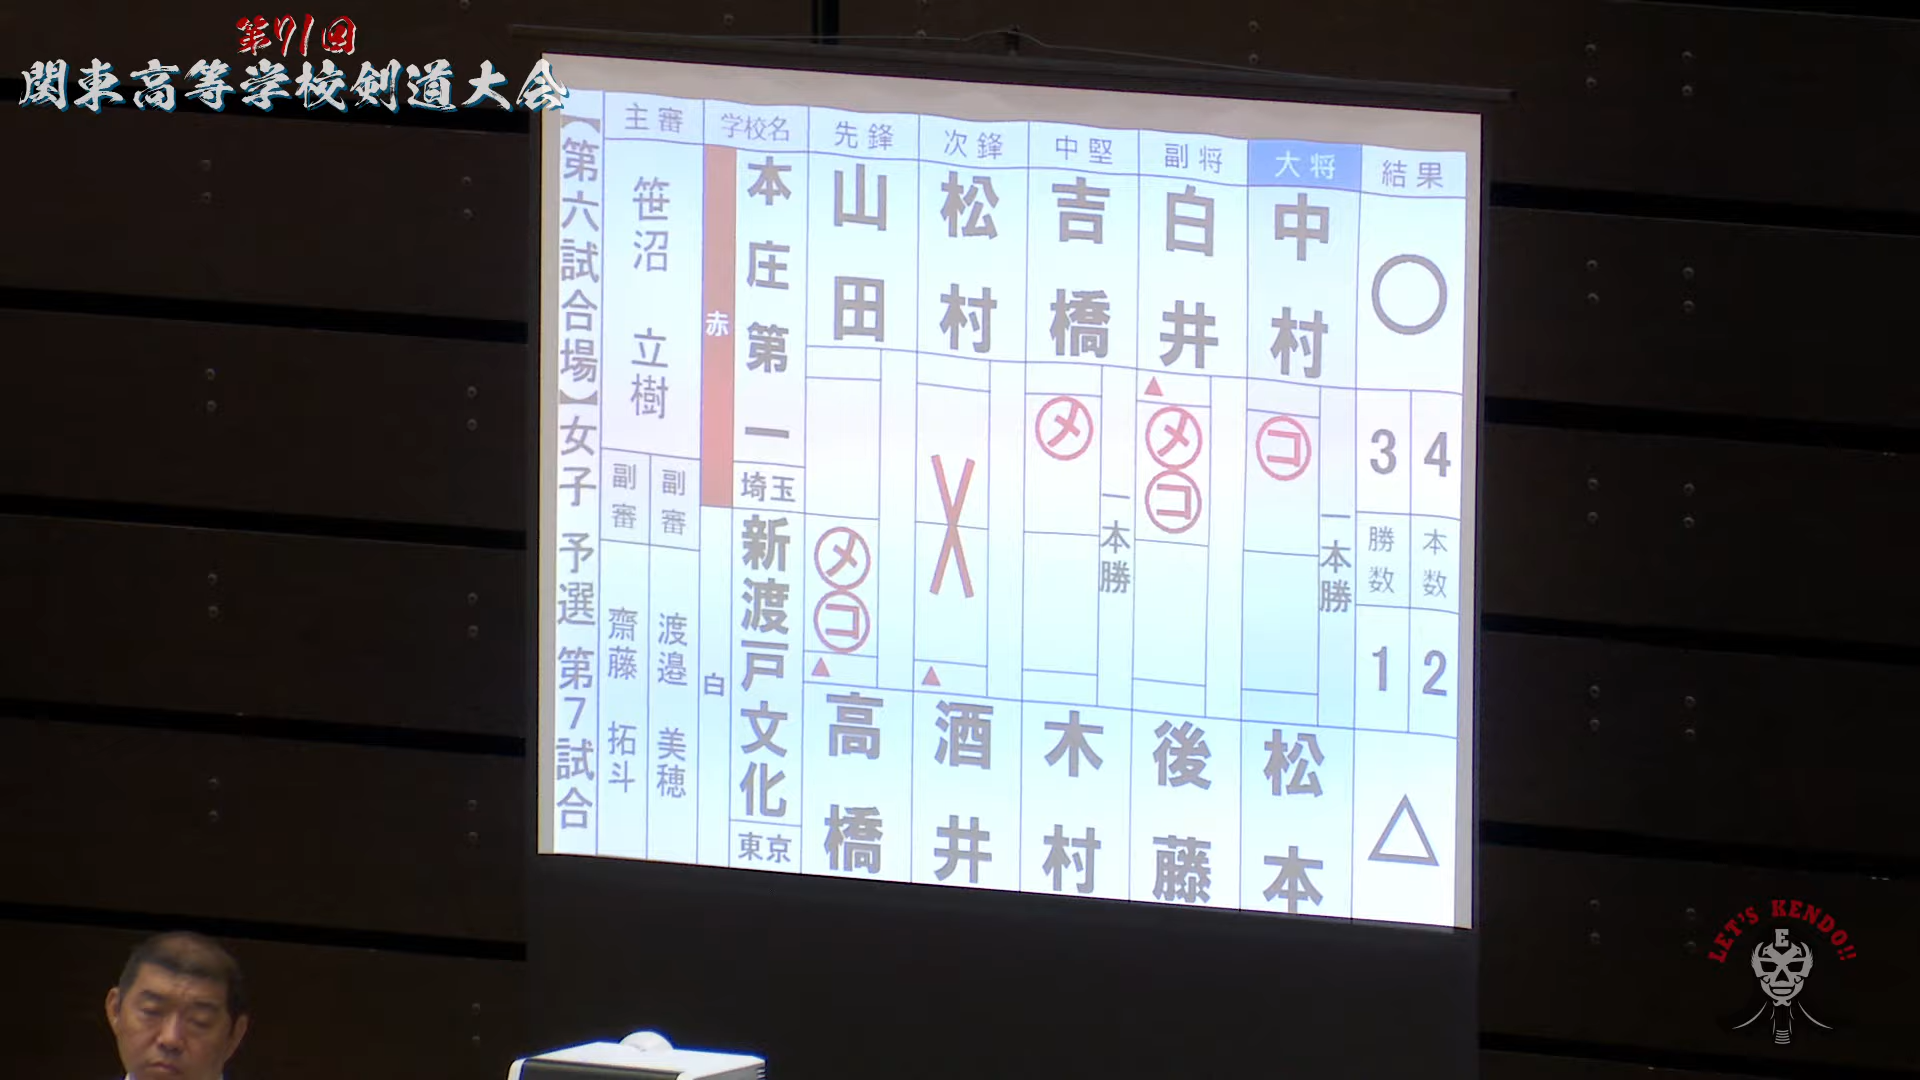 第71回
関東高等学校剣道大会
【第六試合場】女子 予選 第7試合
主審
笹沼 立樹
副審
副審
齋藤 拓斗
渡邉 美穂
学校名
赤
本庄第一
埼玉
白
新渡戸文化
東京
先鋒
山田
メ
コ
▲
高橋
次鋒
松村
▲
酒井
中堅
吉橋
メ
一本勝
木村
副将
白井
▲
メ
コ
後藤
大将
中村
コ
一本勝
松本
結果
○
3 4
勝数 本数
1 2
△
LET'S KENDO!!
E